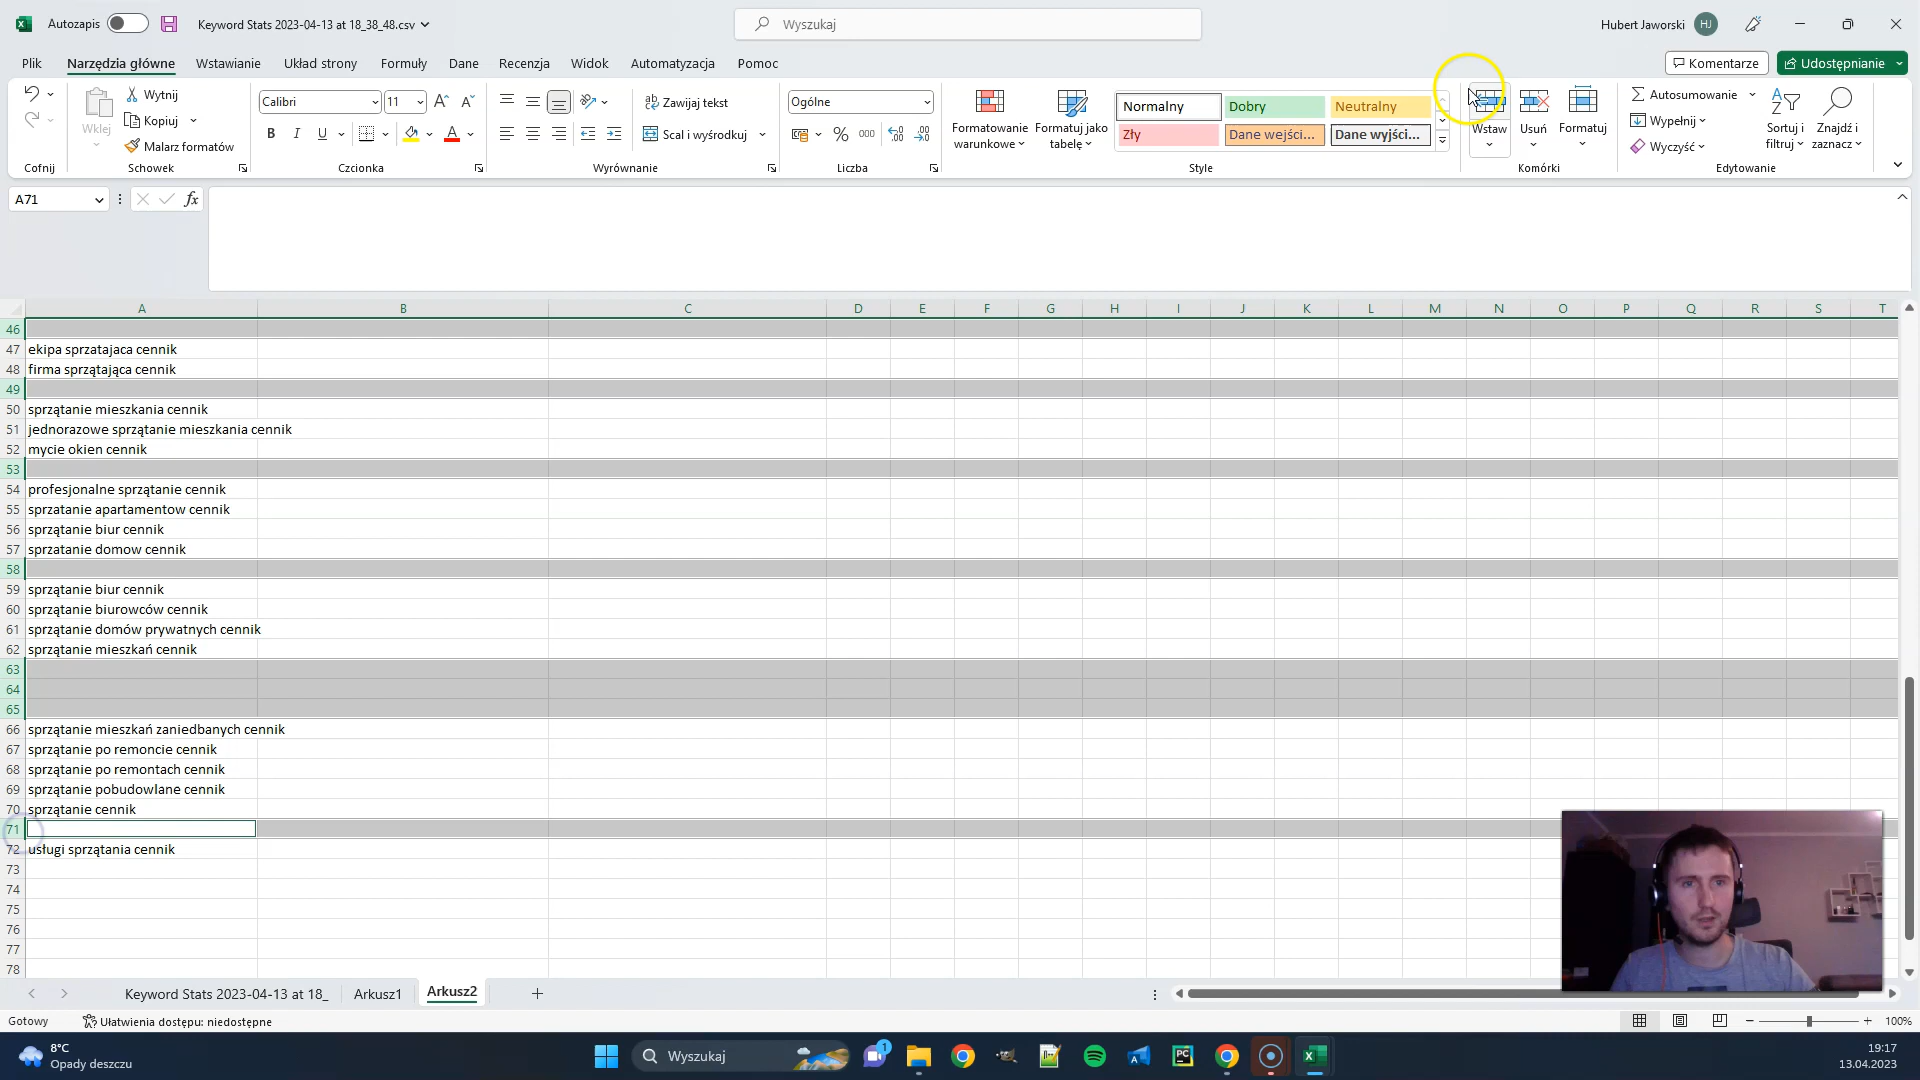 Autozapis Keyword Stats 2023-04-13 at 18_38_48.csv Wyszukaj Hubert Jaworski HJ
Plik Narzędzia główne Wstawianie Układ strony Formuły Dane Recenzja Widok Automatyzacja Pomoc Komentarze Udostępnianie
Wklej
Wytnij
Kopiuj
Malarz formatów
Calibri 11
B I U
Zawijaj tekst
Scal i wyśrodkuj
Ogólne
% 000
Formatowanie warunkowe
Formatuj jako tabelę
Normalny Dobry Neutralny
Zły Dane wejści... Dane wyjści...
Wstaw Usuń Formatuj
Autosumowanie
Wypełnij
Wyczyść
Sortuj i filtruj
Znajdź i zaznacz
Cofnij Schowek Czcionka Wyrównanie Liczba Style Komórki Edytowanie
A71 fx
A B C D E F G H I J K L M N O P Q R S T
46
47 ekipa sprzatajaca cennik
48 firma sprzątająca cennik
49
50 sprzątanie mieszkania cennik
51 jednorazowe sprzątanie mieszkania cennik
52 mycie okien cennik
53
54 profesjonalne sprzątanie cennik
55 sprzatanie apartamentow cennik
56 sprzątanie biur cennik
57 sprzatanie domow cennik
58
59 sprzątanie biur cennik
60 sprzątanie biurowców cennik
61 sprzątanie domów prywatnych cennik
62 sprzątanie mieszkań cennik
63
64
65
66 sprzątanie mieszkań zaniedbanych cennik
67 sprzątanie po remoncie cennik
68 sprzątanie po remontach cennik
69 sprzątanie pobudowlane cennik
70 sprzątanie cennik
71
72 usługi sprzątania cennik
73
74
75
76
77
78
Keyword Stats 2023-04-13 at 18_ Arkusz1 Arkusz2
Gotowy Ułatwienia dostępu: niedostępne 100%
8°C
Opady deszczu
Wyszukaj
1
PC
19:17
13.04.2023